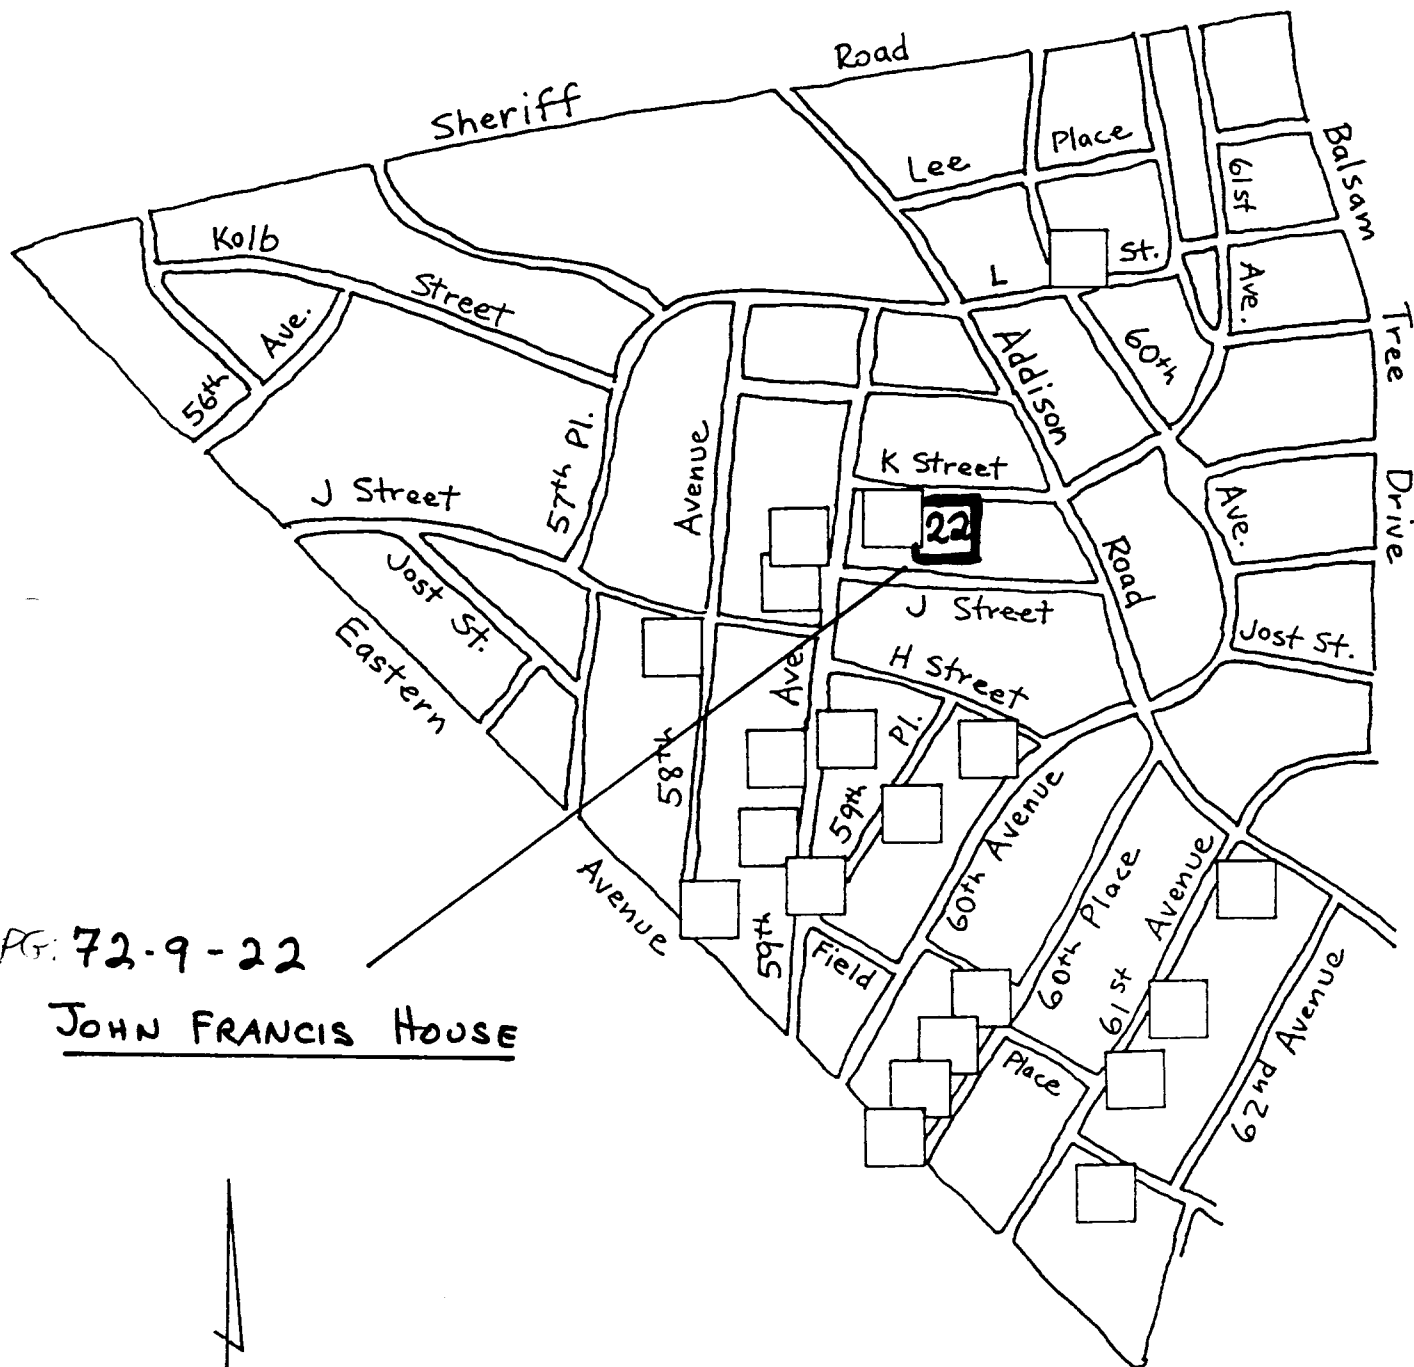 Road
Sheriff
Lee
Place
Balsam
61st
Kolb
L
St.
Street
Ave.
Ave.
Tree
Addison
60th
56th
57th Pl.
Avenue
K Street
J Street
22
Ave.
Drive
Road
Jost St.
J Street
Eastern
Jost St.
H Street
Ave
58th
Pl.
59th
60th Avenue
Avenue
60th Place
Avenue
61st
59th
Field
62nd Avenue
PG: 72-9-22
JOHN FRANCIS HOUSE
Place